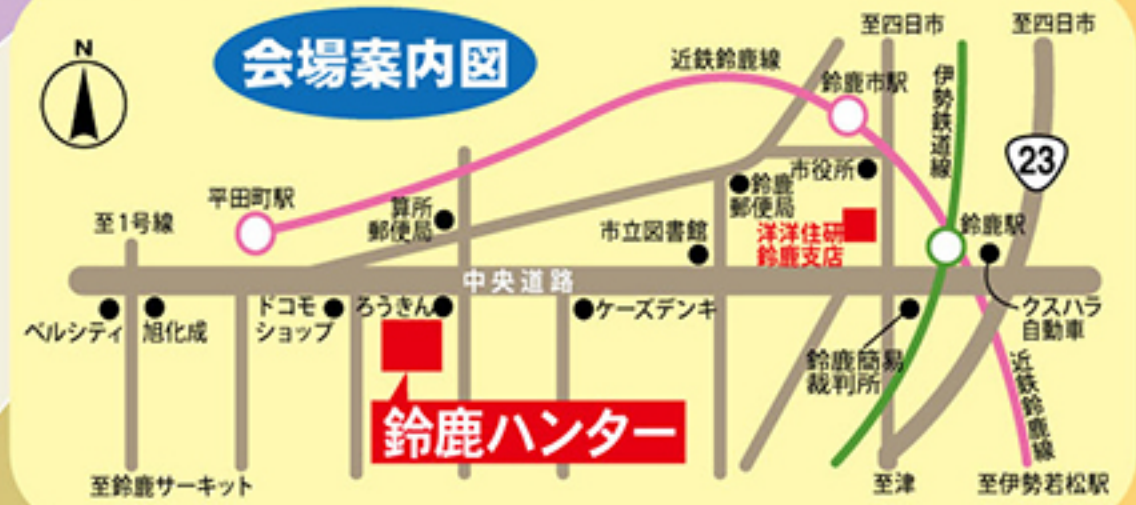 N
会場案内図
至四日市
至四日市
近鉄鈴鹿線
鈴鹿市駅
伊勢鉄道線
23
平田町駅
至1号線
算所
郵便局
市役所
鈴鹿
郵便局
市立図書館
洋洋住研
鈴鹿支店
鈴鹿駅
中央道路
ベルシティ
旭化成
ドコモ
ショップ
ろうきん
ケーズデンキ
クスハラ
自動車
鈴鹿簡易
裁判所
近鉄鈴鹿線
鈴鹿ハンター
至鈴鹿サーキット
至津
至伊勢若松駅